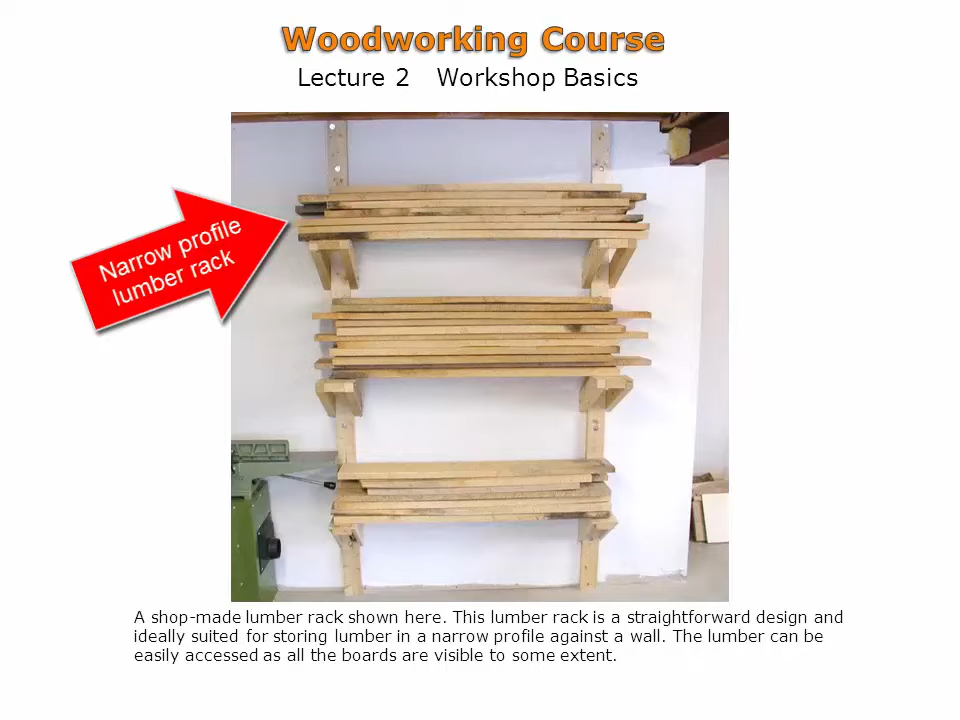 Woodworking Course
Lecture 2 Workshop Basics
Narrow profile
lumber rack
A shop-made lumber rack shown here. This lumber rack is a straightforward design and
ideally suited for storing lumber in a narrow profile against a wall. The lumber can be
easily accessed as all the boards are visible to some extent.